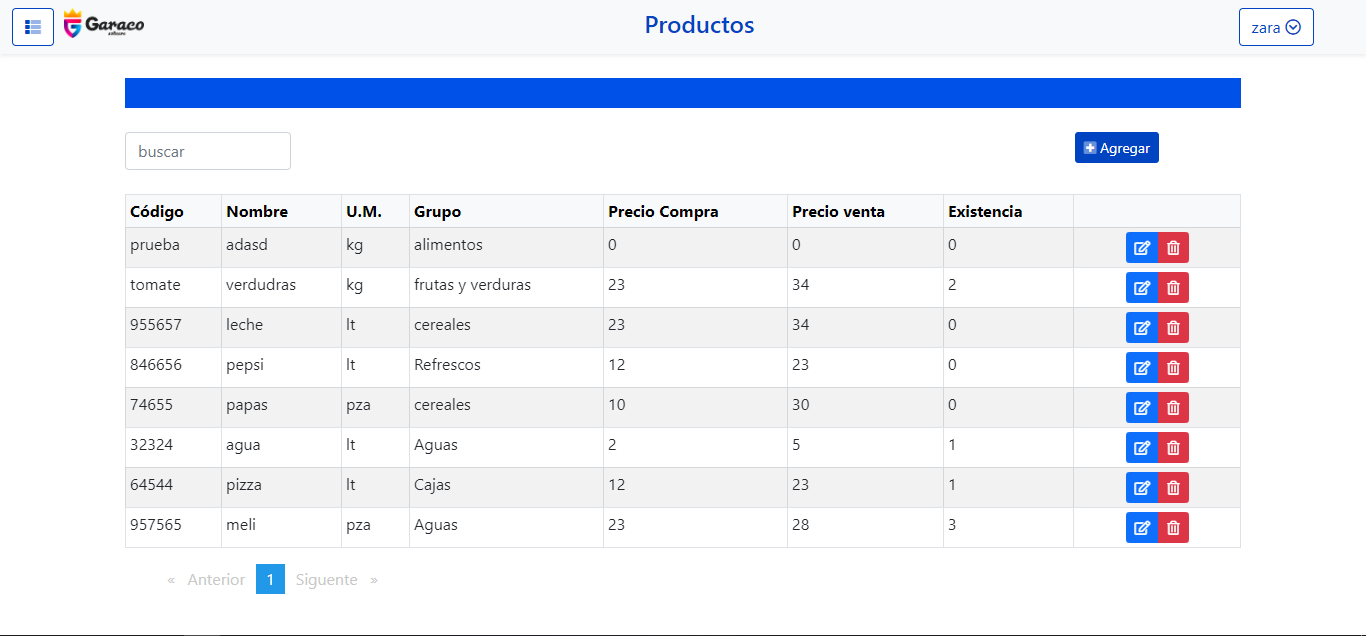 Garaco
software
Productos
zara
buscar
Agregar
Código Nombre U.M. Grupo Precio Compra Precio venta Existencia
prueba adasd kg alimentos 0 0 0
tomate verdudras kg frutas y verduras 23 34 2
955657 leche lt cereales 23 34 0
846656 pepsi lt Refrescos 12 23 0
74655 papas pza cereales 10 30 0
32324 agua lt Aguas 2 5 1
64544 pizza lt Cajas 12 23 1
957565 meli pza Aguas 23 28 3
« Anterior 1 Siguente »